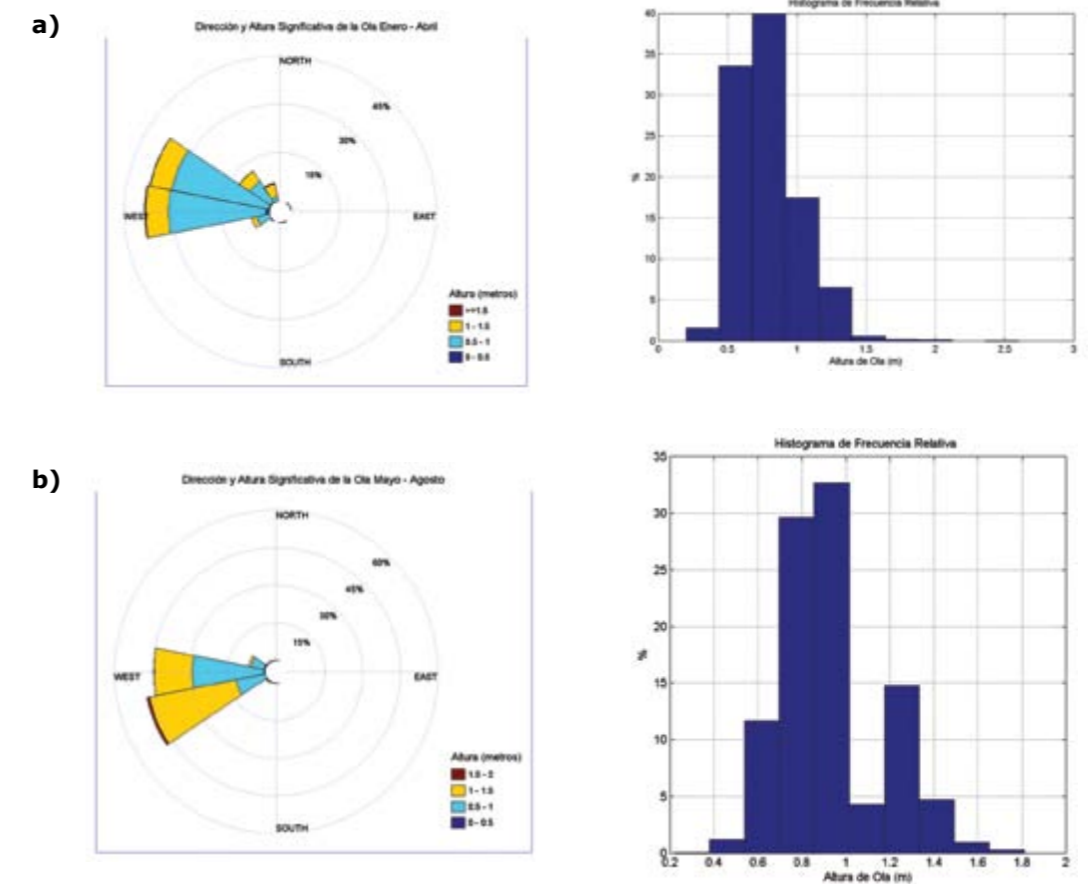 a)
Dirección y Altura Significativa de la Ola Enero - Abril
NORTH
45%
30%
15%
WEST
EAST
SOUTH
Altura (metros)
>=1.5
1 - 1.5
0.5 - 1
0 - 0.5
Histograma de Frecuencia Relativa
40
35
30
25
20
15
10
5
0
%
0
0.5
1
1.5
2
2.5
3
Altura de Ola (m)
b)
Dirección y Altura Significativa de la Ola Mayo - Agosto
NORTH
60%
45%
30%
15%
WEST
EAST
SOUTH
Altura (metros)
1.5 - 2
1 - 1.5
0.5 - 1
0 - 0.5
Histograma de Frecuencia Relativa
35
30
25
20
15
10
5
0
%
0.2
0.4
0.6
0.8
1
1.2
1.4
1.6
1.8
2
Altura de Ola (m)